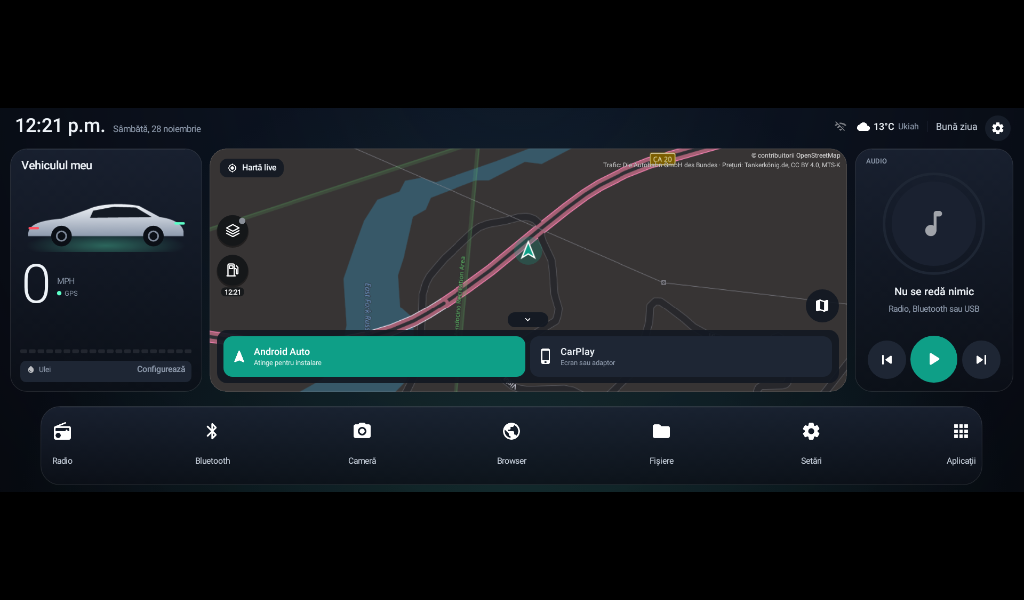 12:21 p.m. Sâmbătă, 28 noiembrie
13°C Ukiah Bună ziua
Vehiculul meu
0
MPH
GPS
Ulei Configurează
Hartă live
© contributorii OpenStreetMap
CA 20
12:21
Android Auto
Atinge pentru instalare
CarPlay
Ecran sau adaptor
AUDIO
Nu se redă nimic
Radio, Bluetooth sau USB
Radio
Bluetooth
Cameră
Browser
Fișiere
Setări
Aplicații